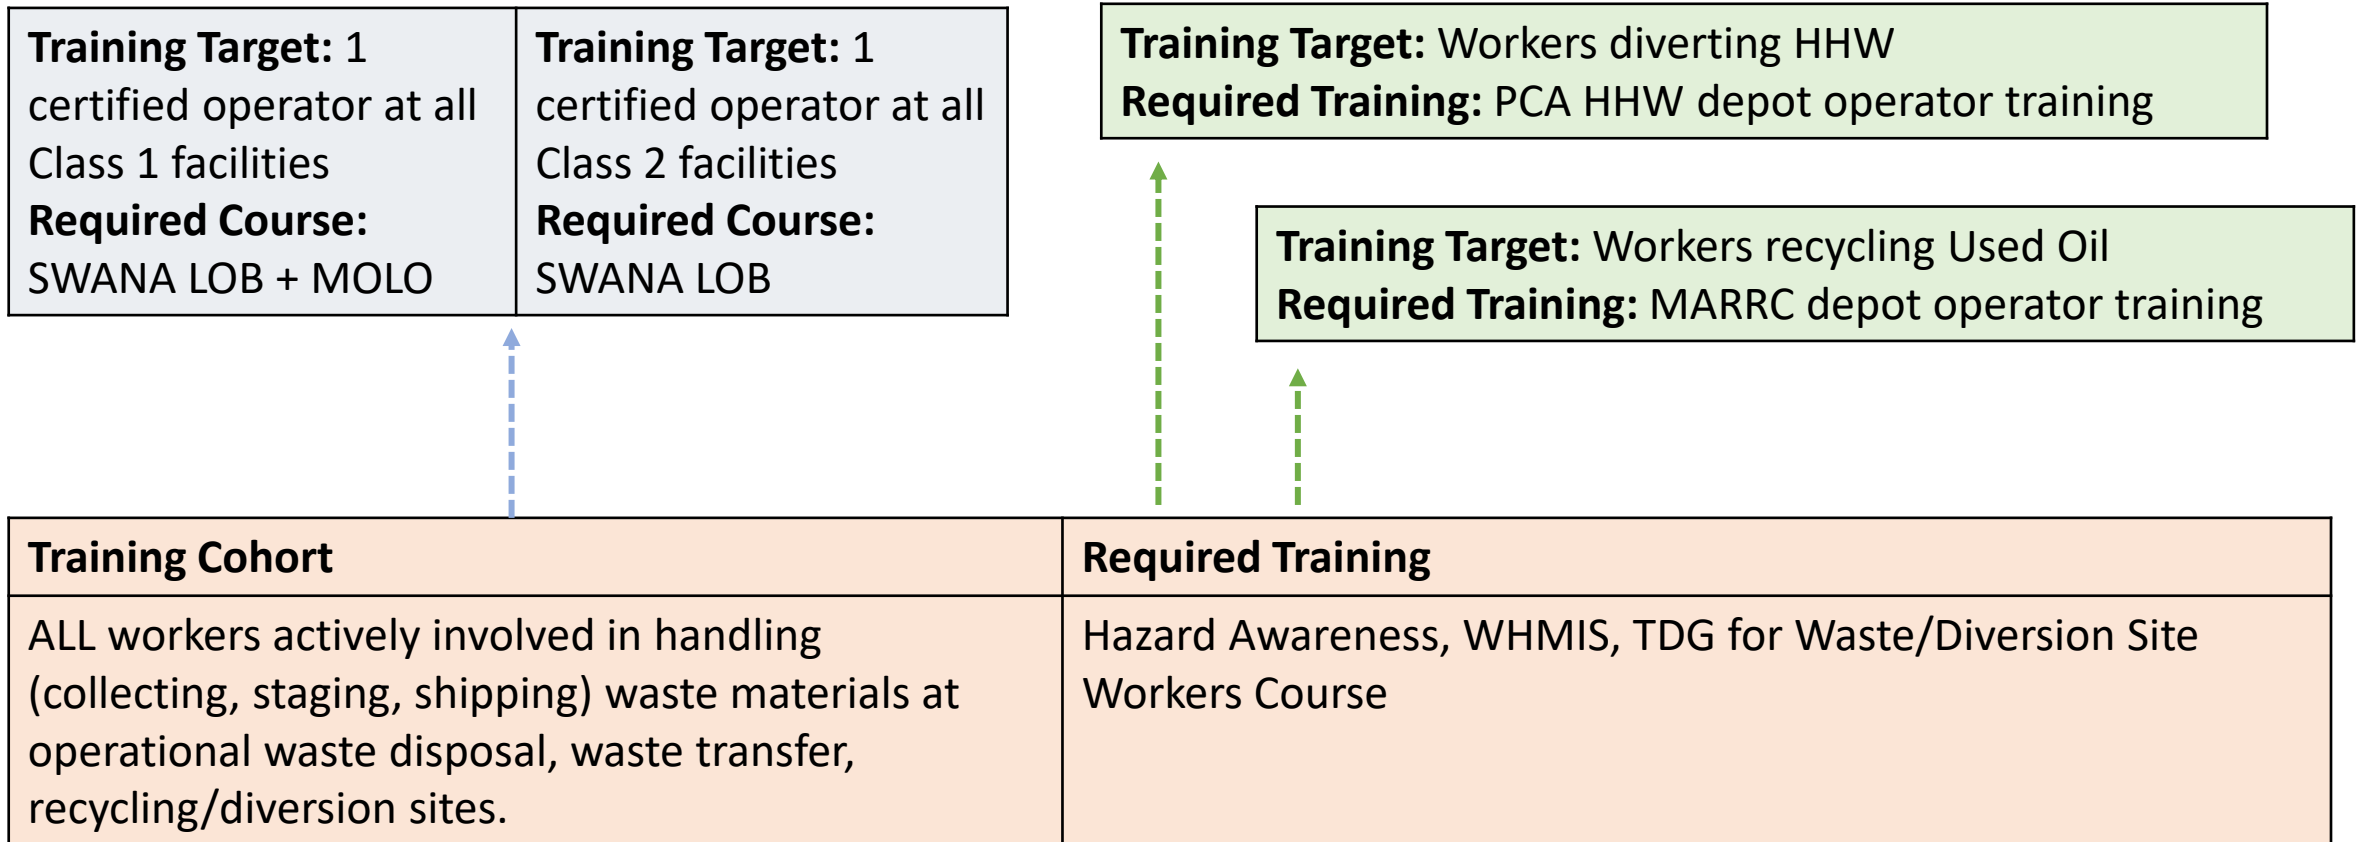 Training Target: 1
certified operator at all
Class 1 facilities
Required Course:
SWANA LOB + MOLO
Training Target: 1
certified operator at all
Class 2 facilities
Required Course:
SWANA LOB
Training Target: Workers diverting HHW
Required Training: PCA HHW depot operator training
Training Target: Workers recycling Used Oil
Required Training: MARRC depot operator training
Training Cohort
Required Training
ALL workers actively involved in handling
(collecting, staging, shipping) waste materials at
operational waste disposal, waste transfer,
recycling/diversion sites.
Hazard Awareness, WHMIS, TDG for Waste/Diversion Site
Workers Course